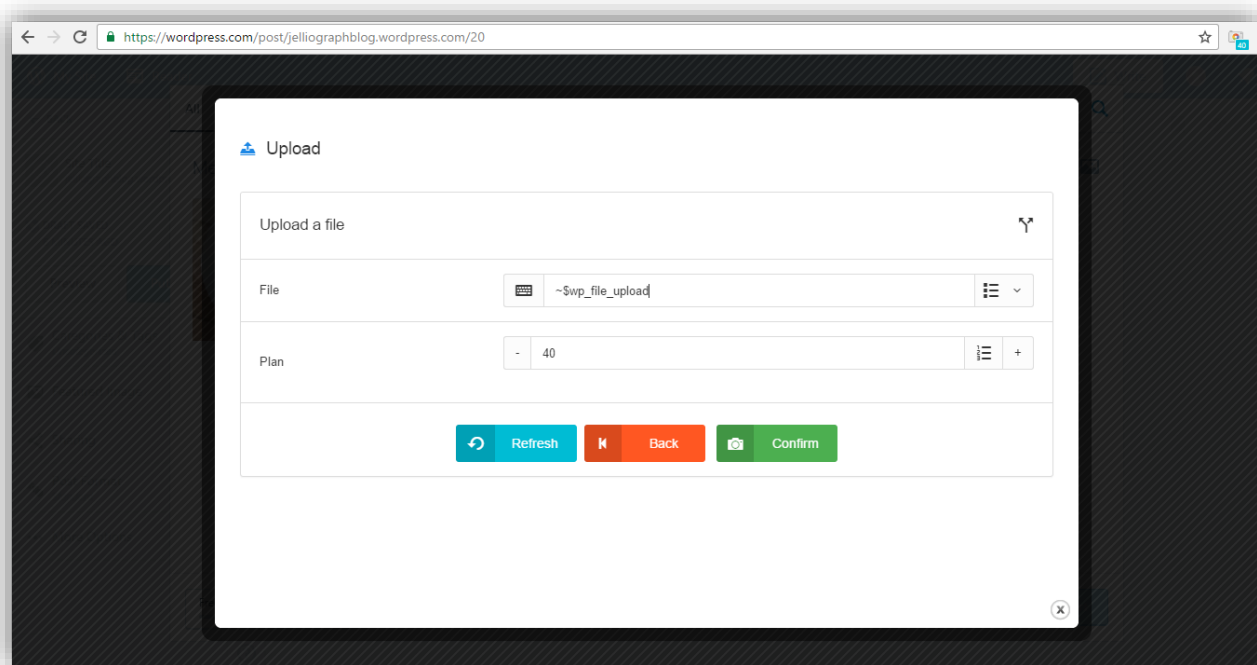 https://wordpress.com/post/jelliographblog.wordpress.com/20
40
Upload
Upload a file
File
~$wp_file_upload
Plan
- 40 +
Refresh Back Confirm
x